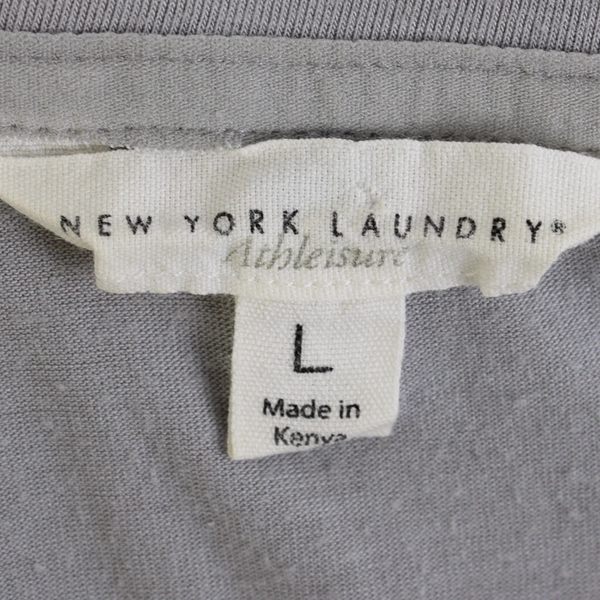 NEW YORK LAUNDRY®
Athleisure
L
Made in
Kenya